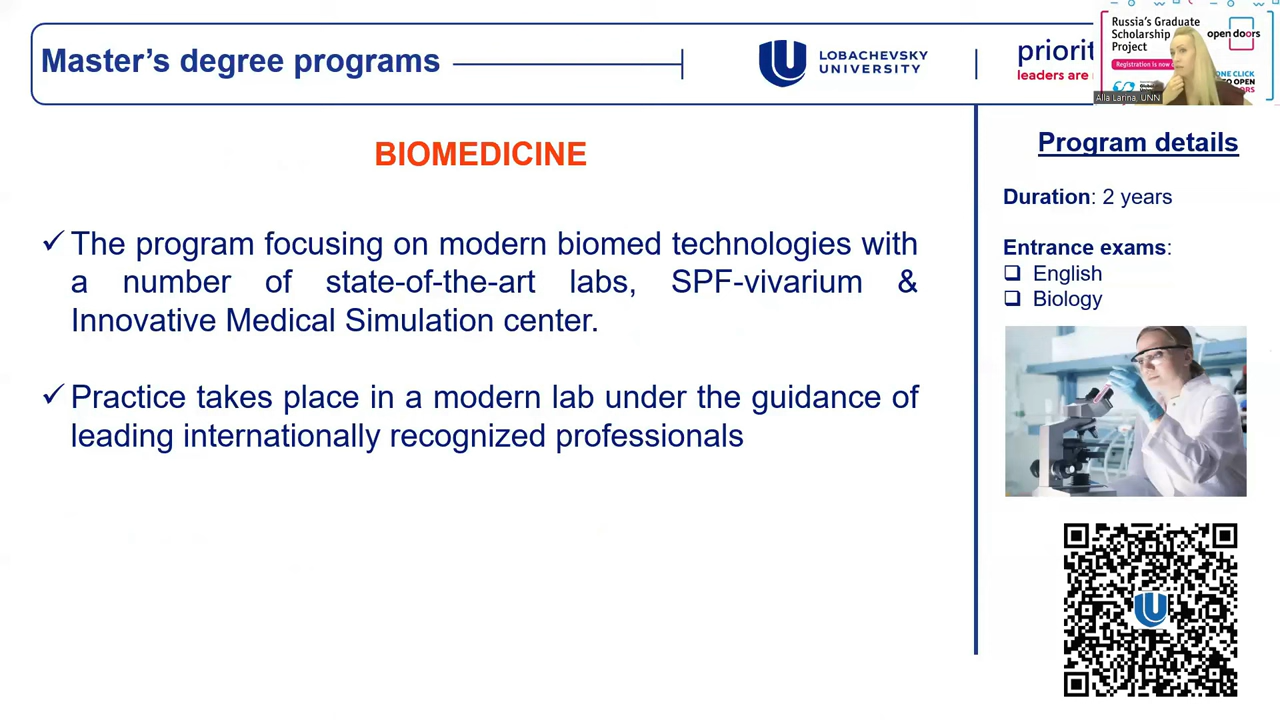 Master's degree programs
LOBACHEVSKY
UNIVERSITY
leaders are
Russia's Graduate
Scholarship
Project
open doors
Alla Larina, UNN
BIOMEDICINE
✓ The program focusing on modern biomed technologies with
a number of state-of-the-art labs, SPF-vivarium &
Innovative Medical Simulation center.
✓ Practice takes place in a modern lab under the guidance of
leading internationally recognized professionals
Program details
Duration: 2 years
Entrance exams:
❑ English
❑ Biology